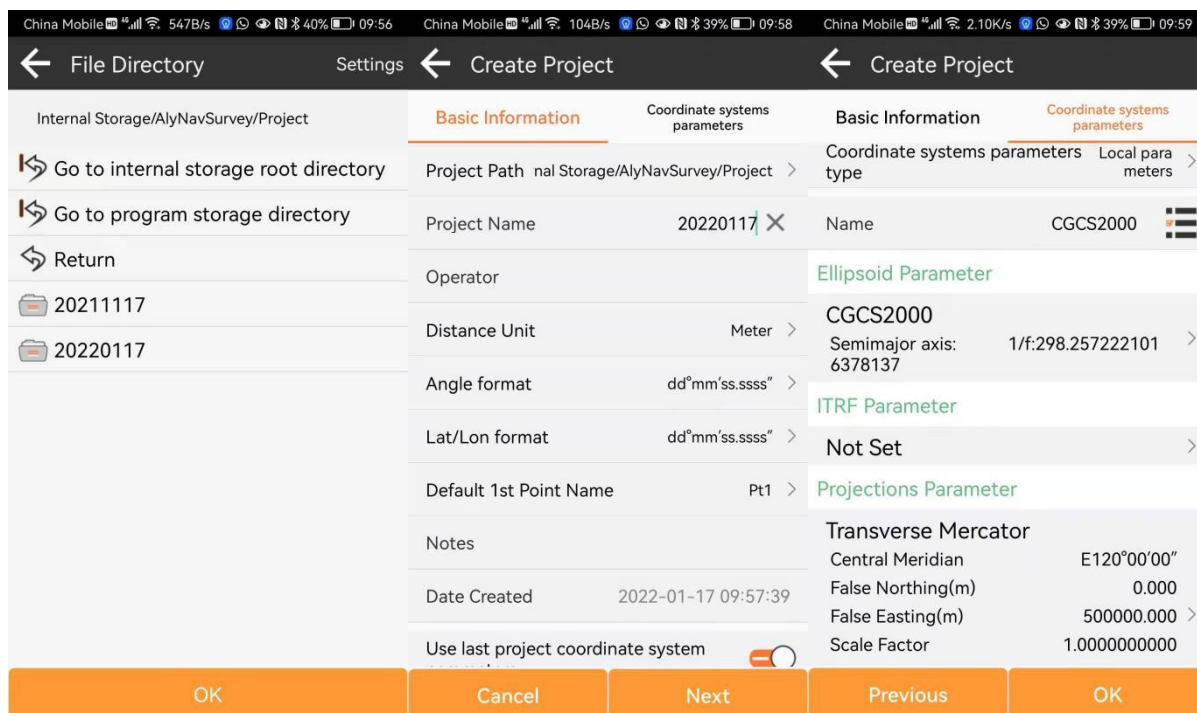 China Mobile HD 4G 547B/s 40% 09:56
File Directory Settings
Internal Storage/AlyNavSurvey/Project
Go to internal storage root directory
Go to program storage directory
Return
20211117
20220117
OK
China Mobile HD 4G 104B/s 39% 09:58
Create Project
Basic Information
Coordinate systems
parameters
Project Path nal Storage/AlyNavSurvey/Project
Project Name 20220117
Operator
Distance Unit Meter
Angle format dd°mm'ss.ssss"
Lat/Lon format dd°mm'ss.ssss"
Default 1st Point Name Pt1
Notes
Date Created 2022-01-17 09:57:39
Use last project coordinate system
Cancel Next
China Mobile HD 4G 2.10K/s 39% 09:59
Create Project
Basic Information
Coordinate systems
parameters
Coordinate systems parameters Local para
type meters
Name CGCS2000
Ellipsoid Parameter
CGCS2000
Semimajor axis: 1/f:298.257222101
6378137
ITRF Parameter
Not Set
Projections Parameter
Transverse Mercator
Central Meridian E120°00'00"
False Northing(m) 0.000
False Easting(m) 500000.000
Scale Factor 1.0000000000
Previous OK